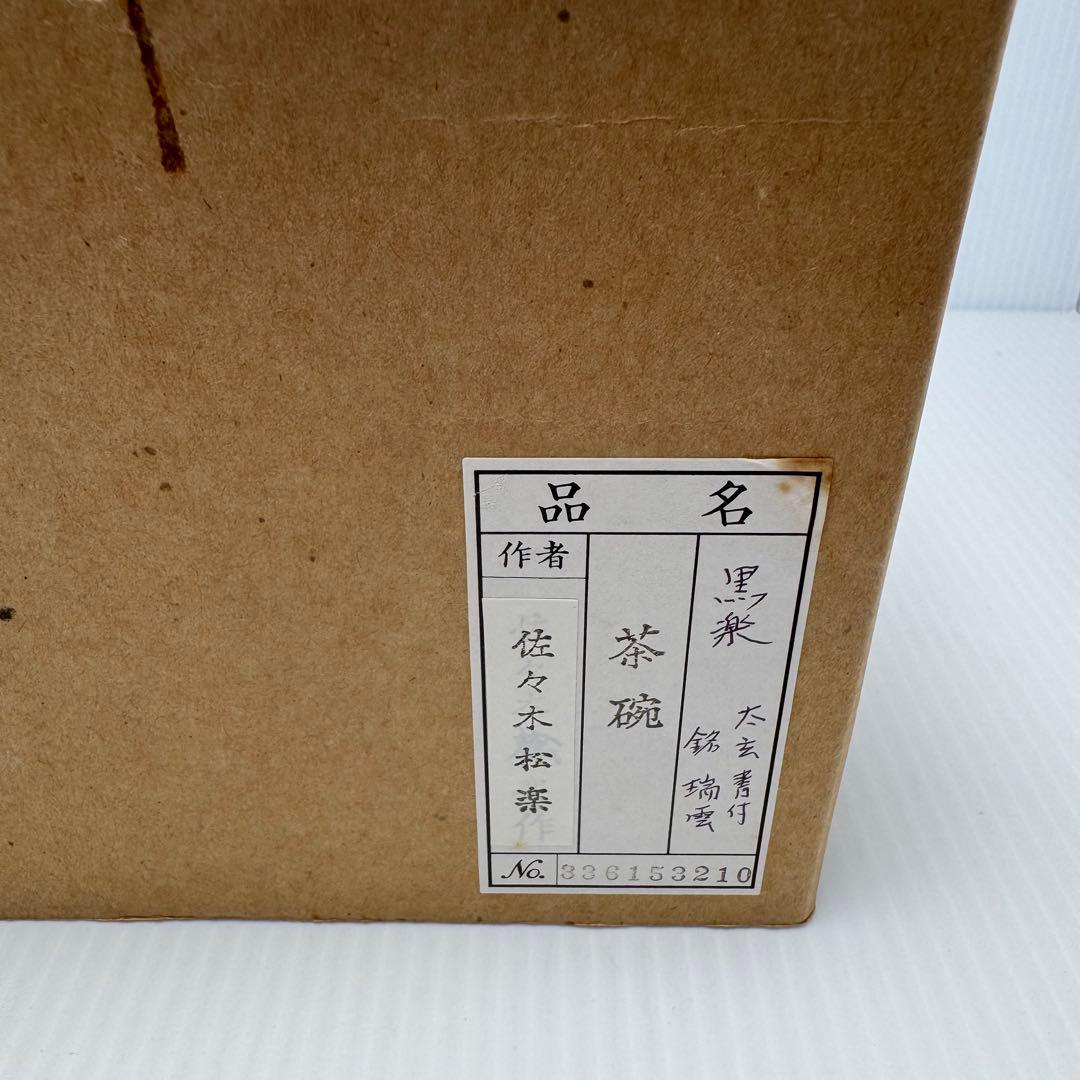 品名
黒楽
太玄書付
銘 瑞雲
茶碗
作者
佐々木松楽
作
No. 336153210